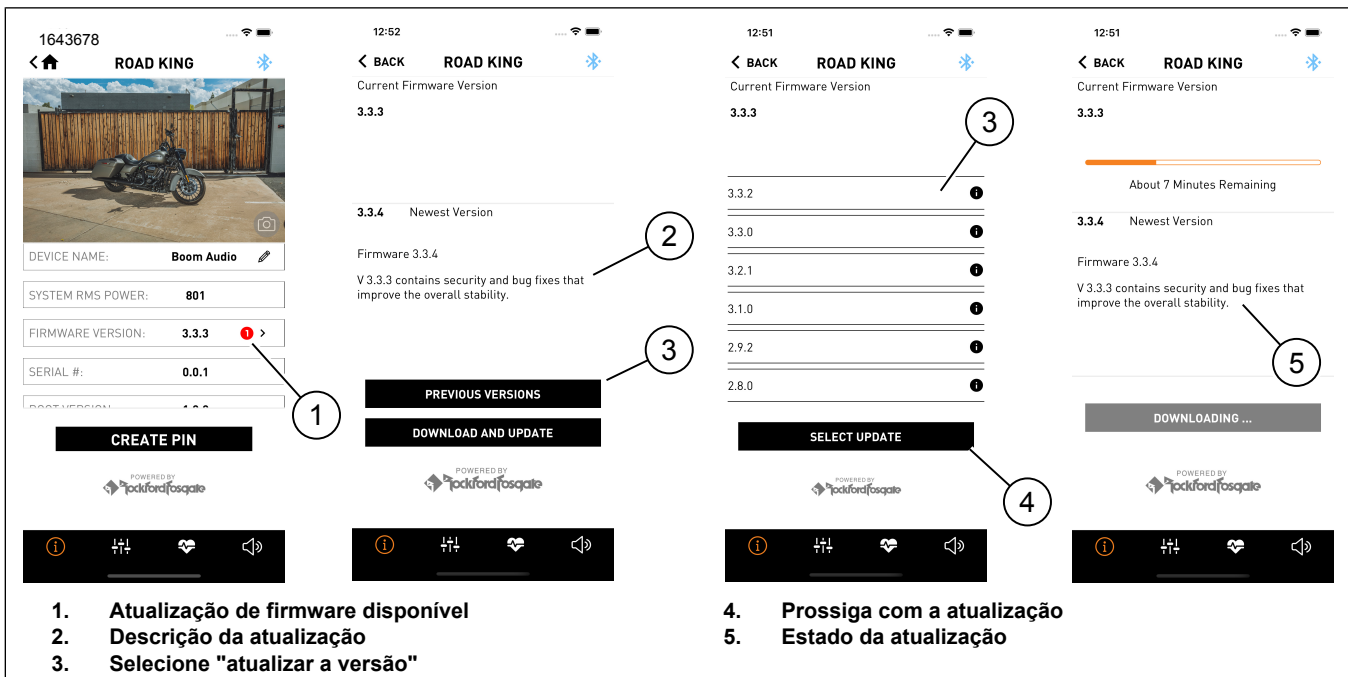 1643678
ROAD KING
DEVICE NAME: Boom Audio
SYSTEM RMS POWER: 801
FIRMWARE VERSION: 3.3.3 1 >
SERIAL #: 0.0.1
1
CREATE PIN
POWERED BY
Rockford Fosgate
12:52
< BACK ROAD KING
Current Firmware Version
3.3.3
3.3.4 Newest Version
2
Firmware 3.3.4
V 3.3.3 contains security and bug fixes that
improve the overall stability.
3
PREVIOUS VERSIONS
DOWNLOAD AND UPDATE
POWERED BY
Rockford Fosgate
12:51
< BACK ROAD KING
Current Firmware Version
3.3.3
3
3.3.2
3.3.0
3.2.1
3.1.0
2.9.2
2.8.0
SELECT UPDATE
4
POWERED BY
Rockford Fosgate
12:51
< BACK ROAD KING
Current Firmware Version
3.3.3
About 7 Minutes Remaining
3.3.4 Newest Version
Firmware 3.3.4
V 3.3.3 contains security and bug fixes that
improve the overall stability.
5
DOWNLOADING ...
POWERED BY
Rockford Fosgate
1. Atualização de firmware disponível
2. Descrição da atualização
3. Selecione "atualizar a versão"
4. Prossiga com a atualização
5. Estado da atualização